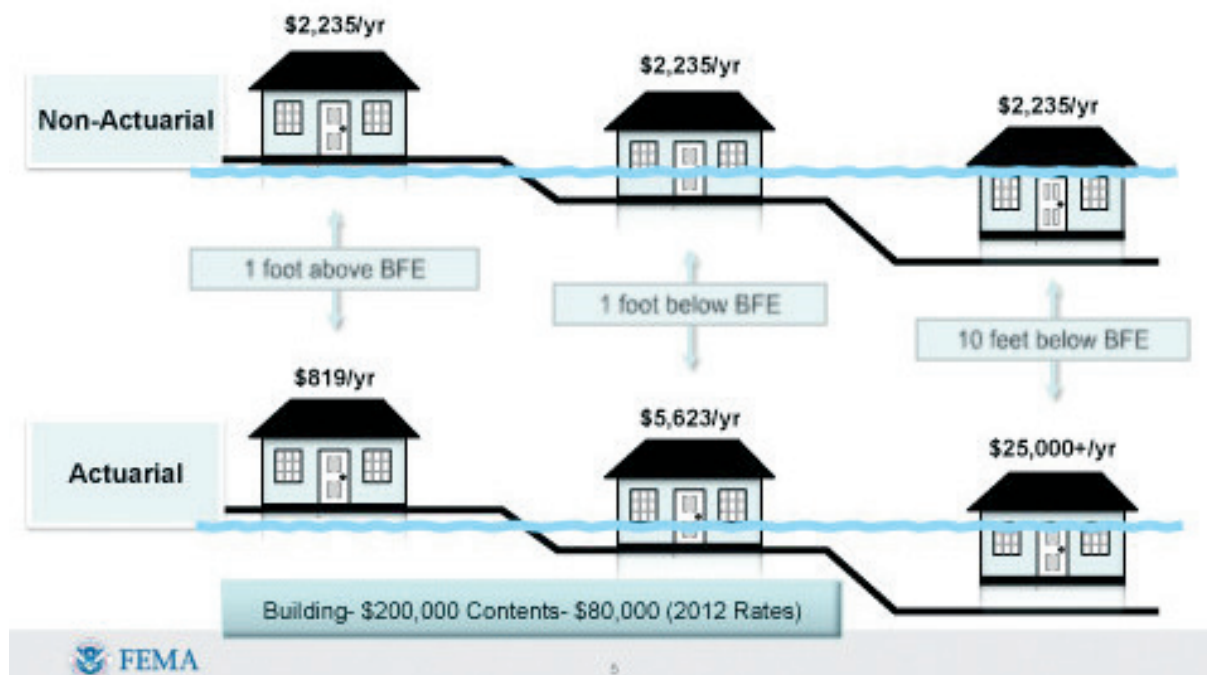 $2,235/yr
$2,235/yr
$2,235/yr
Non-Actuarial
1 foot above BFE
1 foot below BFE
10 feet below BFE
$819/yr
$5,623/yr
$25,000+/yr
Actuarial
Building- $200,000 Contents- $80,000 (2012 Rates)
FEMA
5